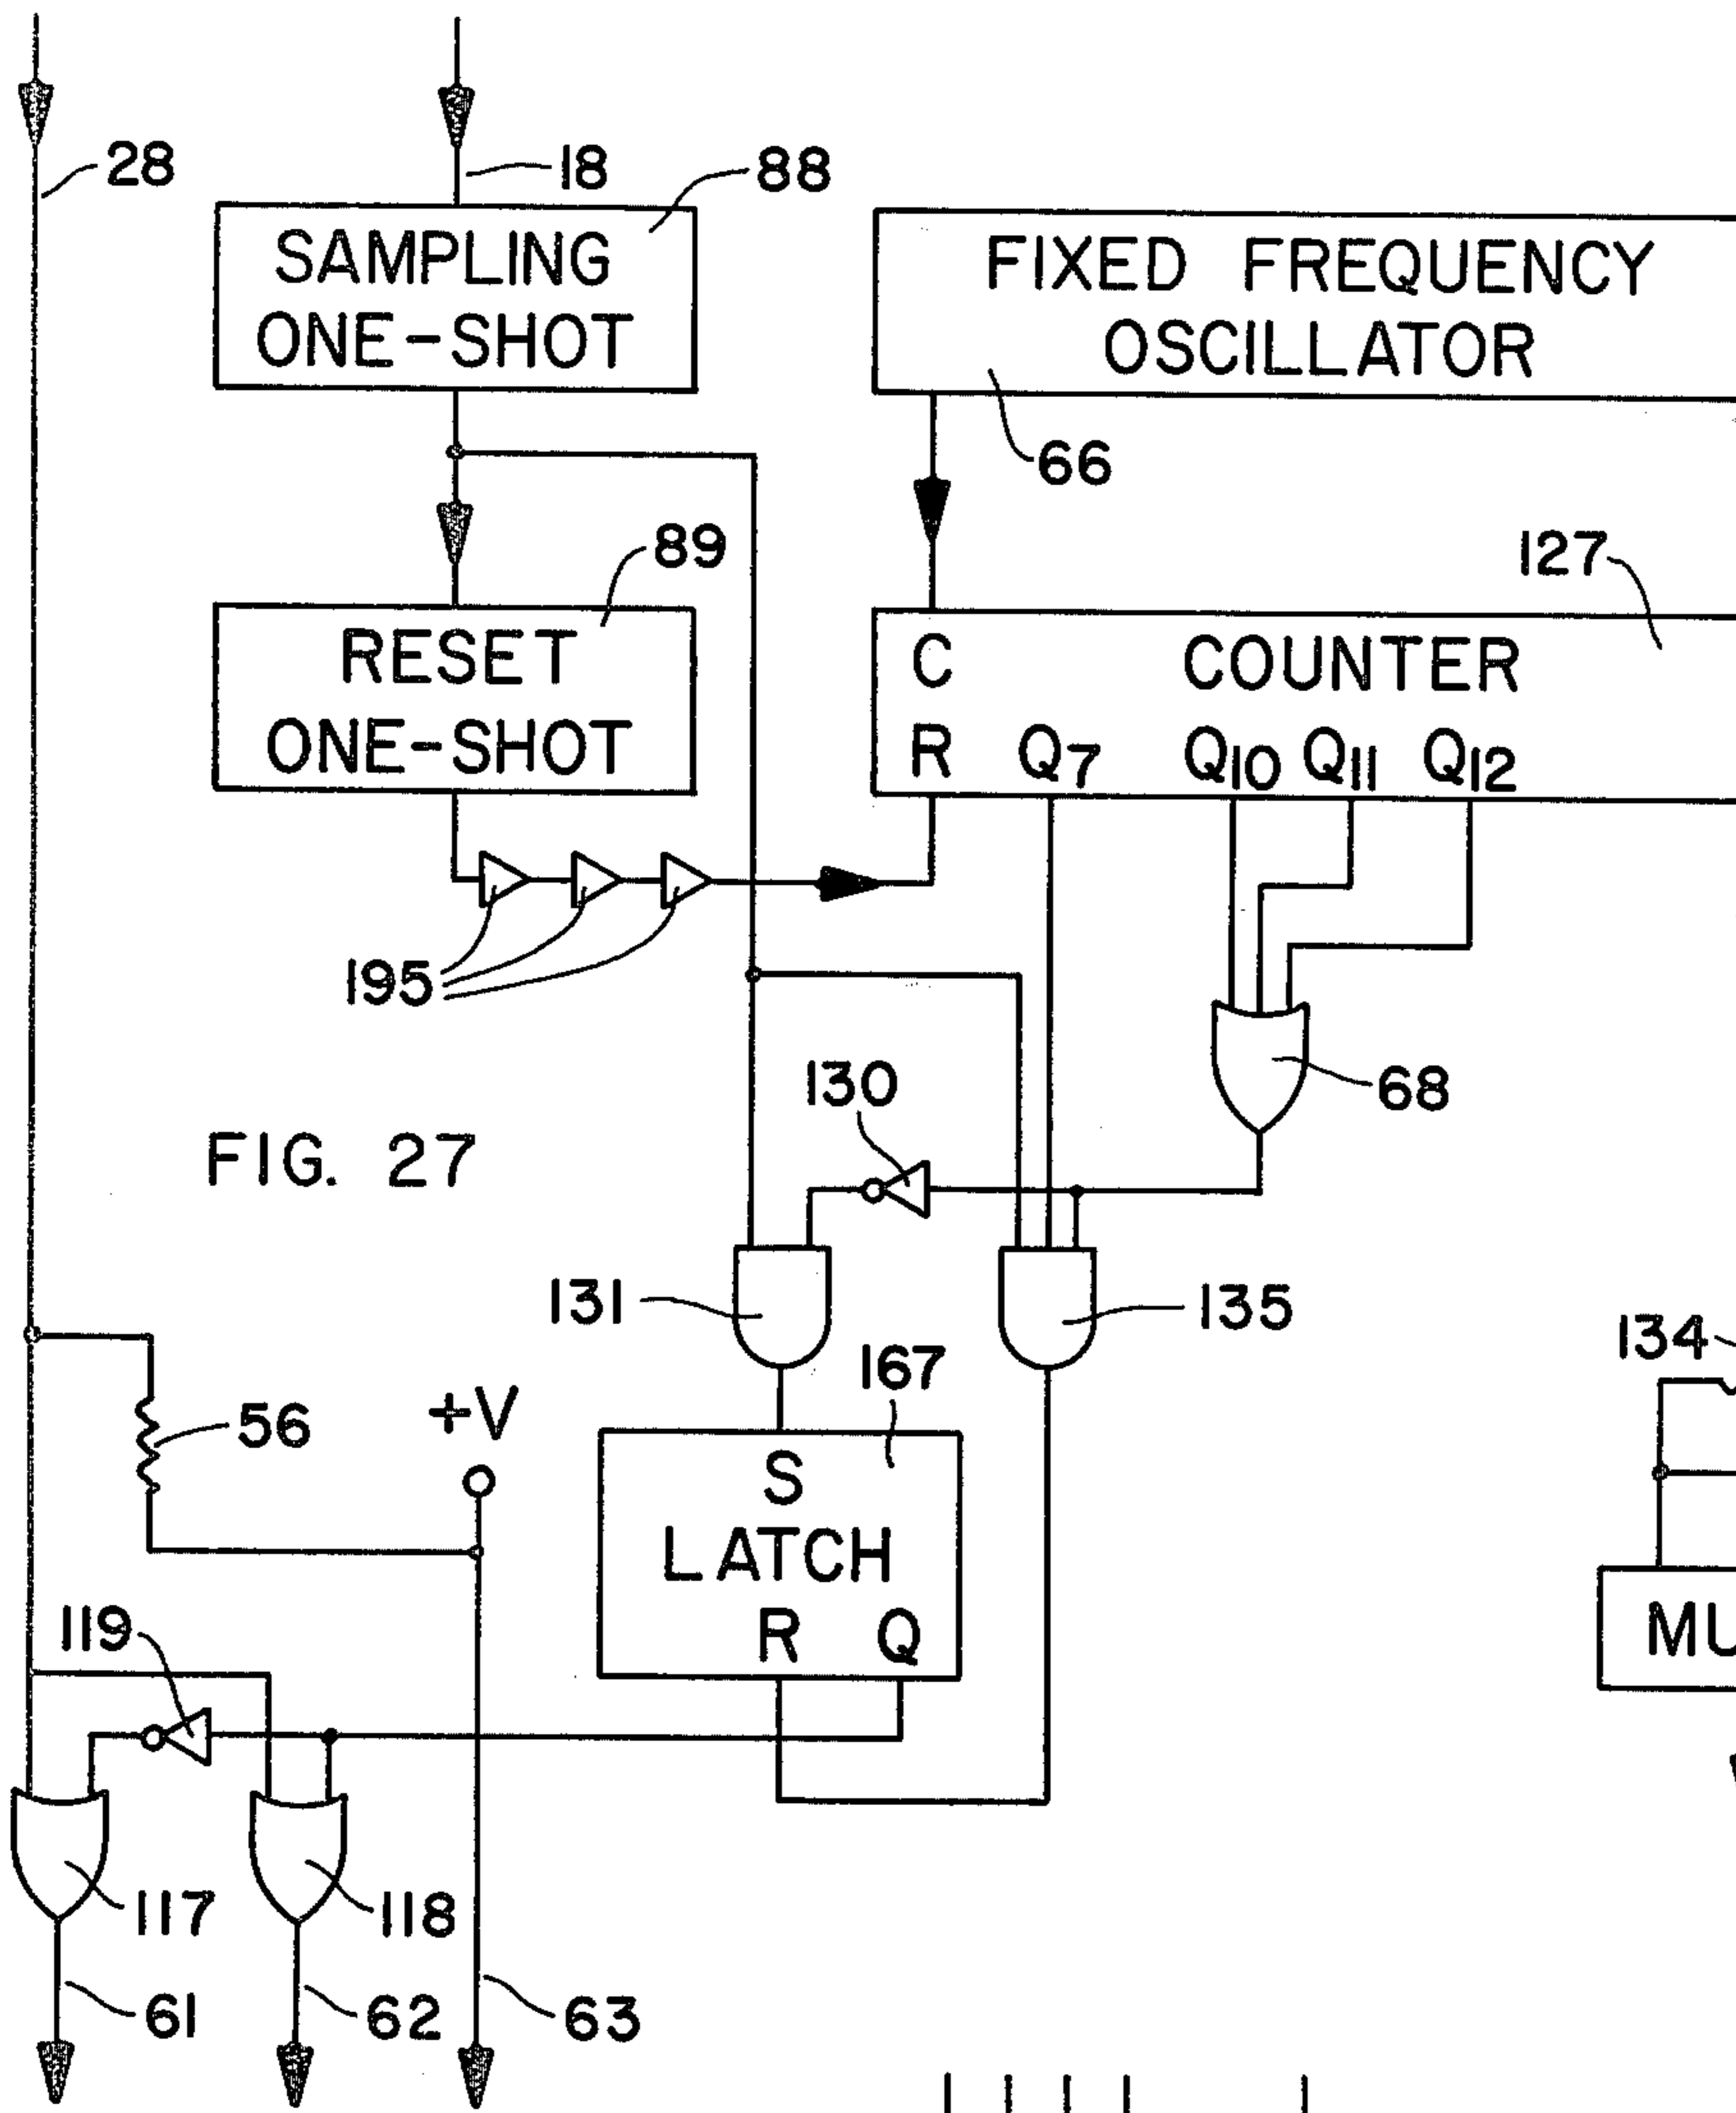 28
18
88
SAMPLING
ONE-SHOT
FIXED FREQUENCY
OSCILLATOR
66
89
127
RESET
ONE-SHOT
C COUNTER
R Q7 Q10 Q11 Q12
195
130
68
FIG. 27
131
135
134
167
56
+V
S
LATCH
R Q
119
MU
117
118
61
62
63